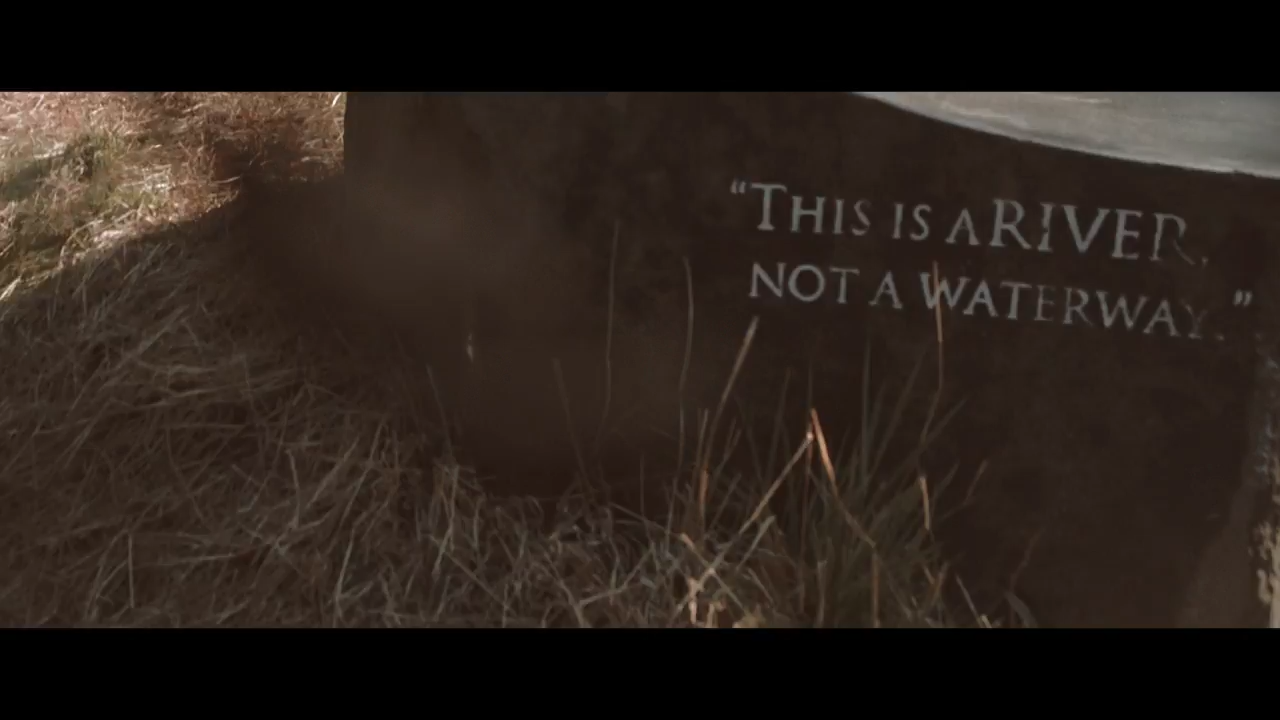 “THIS IS A RIVER,
NOT A WATERWAY.”